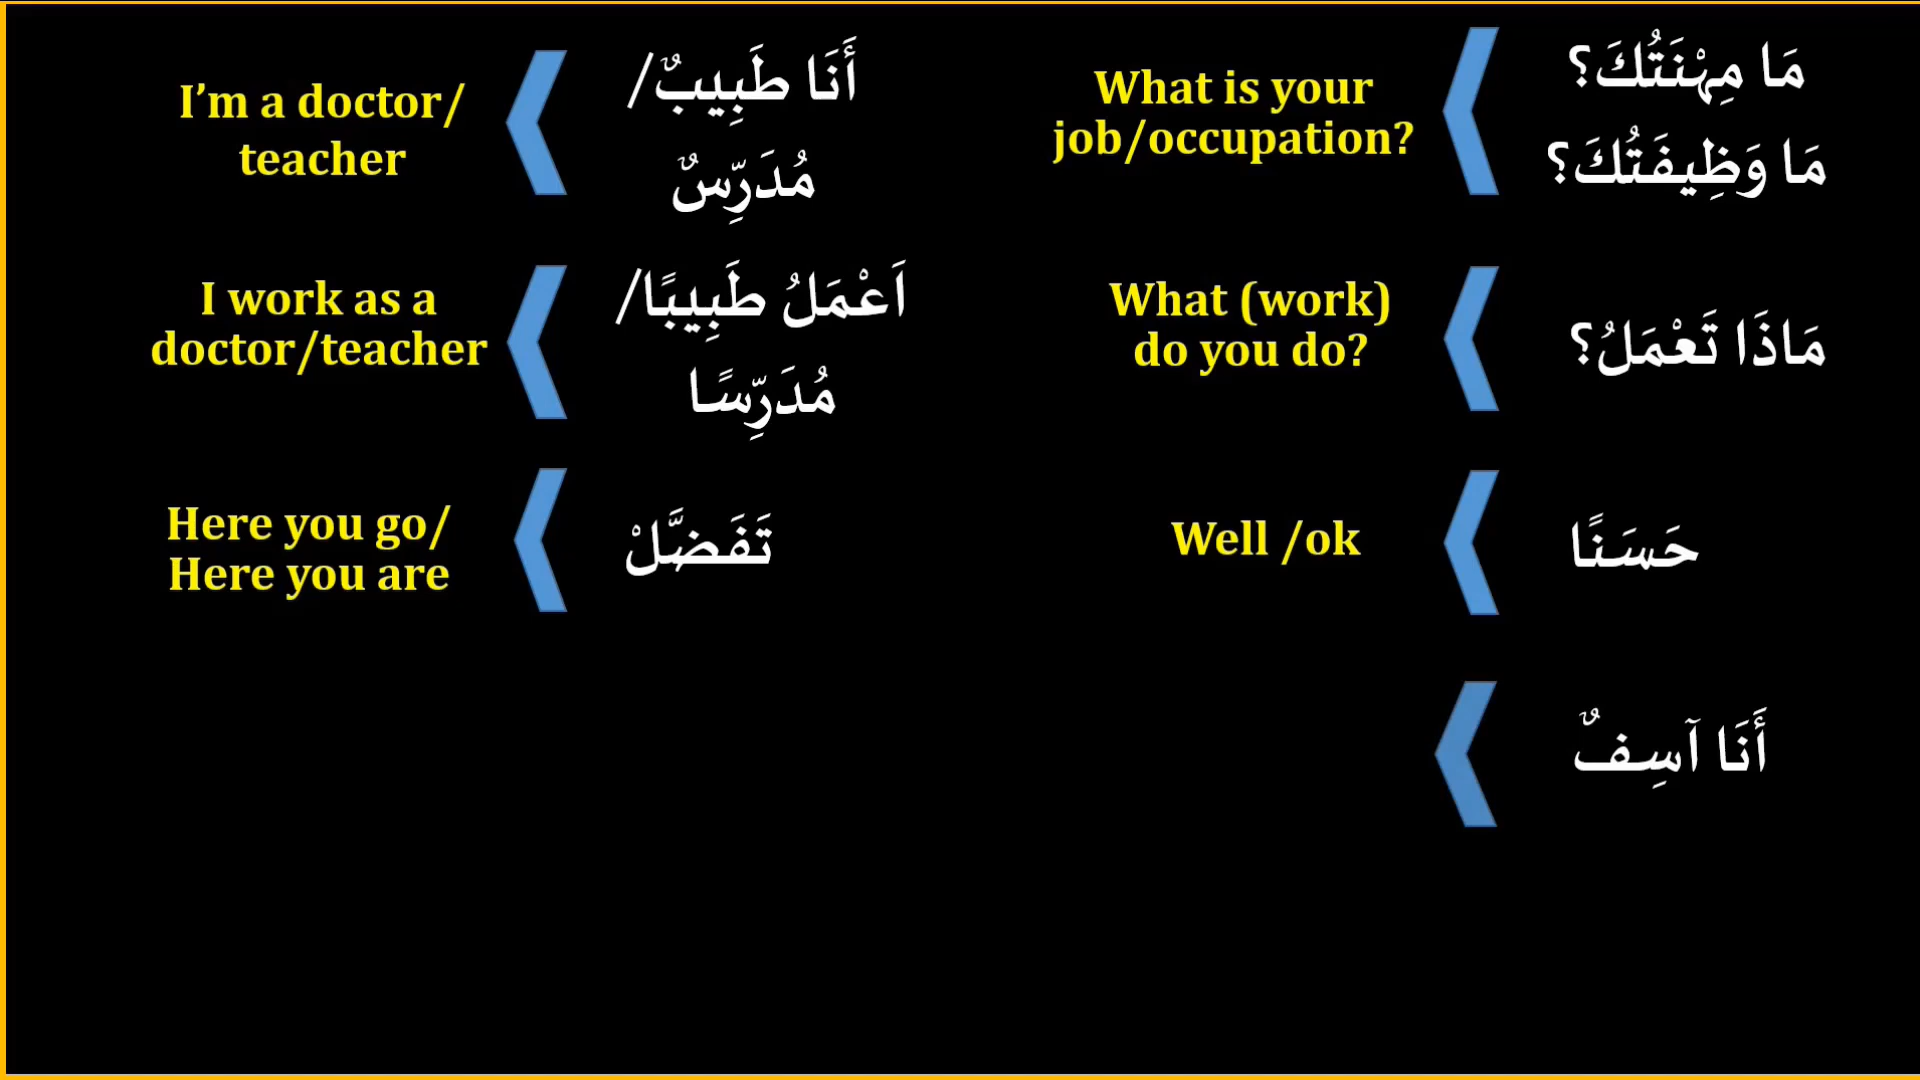 مَا مِهْنَتُكَ؟
مَا وَظِيفَتُكَ؟
What is your
job/occupation?
أَنَا طَبِيبٌ/
مُدَرِّسٌ
I’m a doctor/
teacher
مَاذَا تَعْمَلُ؟
What (work)
do you do?
اَعْمَلُ طَبِيبًا/
مُدَرِّسًا
I work as a
doctor/teacher
حَسَنًا
Well /ok
تَفَضَّلْ
Here you go/
Here you are
أَنَا آسِفٌ